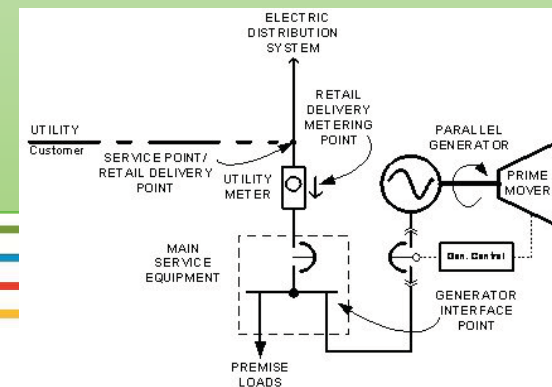 ELECTRIC
DISTRIBUTION
SYSTEM
RETAIL
DELIVERY
METERING
POINT
UTILITY
Customer
SERVICE POINT/
RETAIL DELIVERY
POINT
UTILITY
METER
PARALLEL
GENERATOR
PRIME
MOVER
MAIN
SERVICE
EQUIPMENT
Gen. Control
GENERATOR
INTERFACE
POINT
PREMISE
LOADS